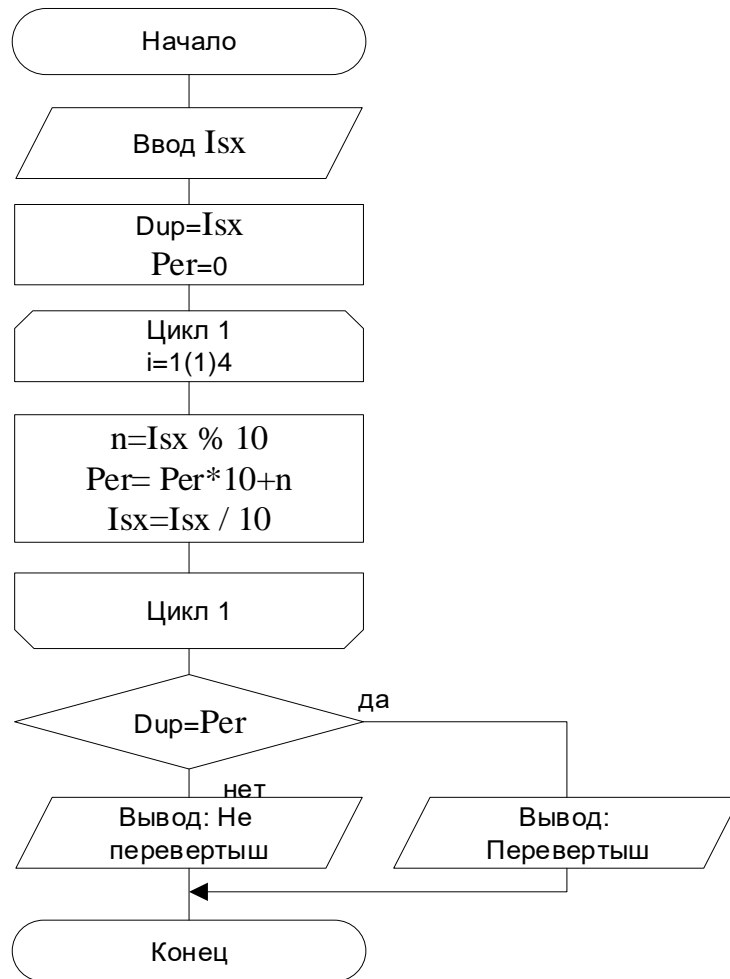 Начало
Ввод Isx
Dup=Isx
Per=0
Цикл 1
i=1(1)4
n=Isx % 10
Per= Per*10+n
Isx=Isx / 10
Цикл 1
Dup=Per
да
нет
Вывод: Не
перевертыш
Вывод:
Перевертыш
Конец